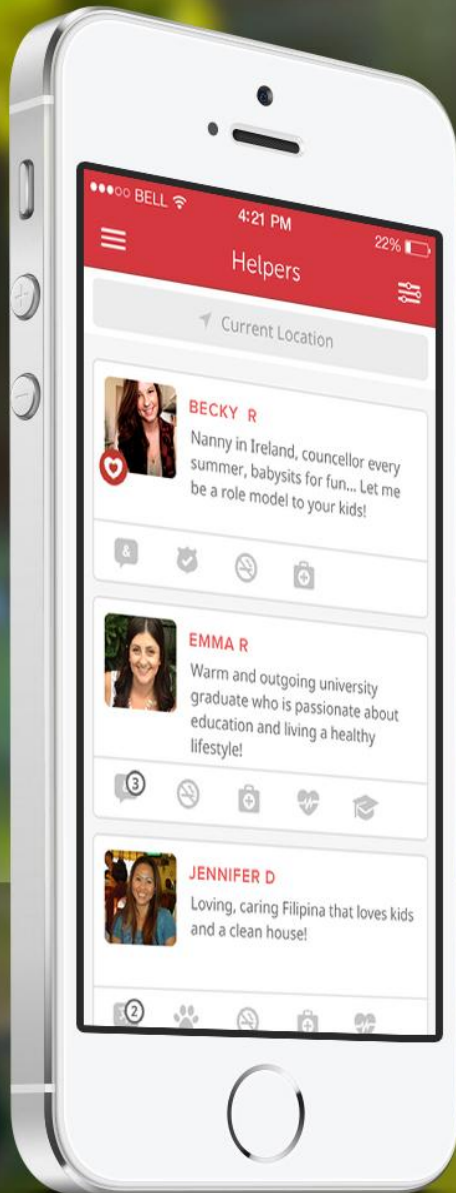 BELL 4:21 PM 22%
Helpers
Current Location
BECKY R
Nanny in Ireland, councellor every
summer, babysits for fun... Let me
be a role model to your kids!
&
EMMA R
Warm and outgoing university
graduate who is passionate about
education and living a healthy
lifestyle!
3
JENNIFER D
Loving, caring Filipina that loves kids
and a clean house!
2